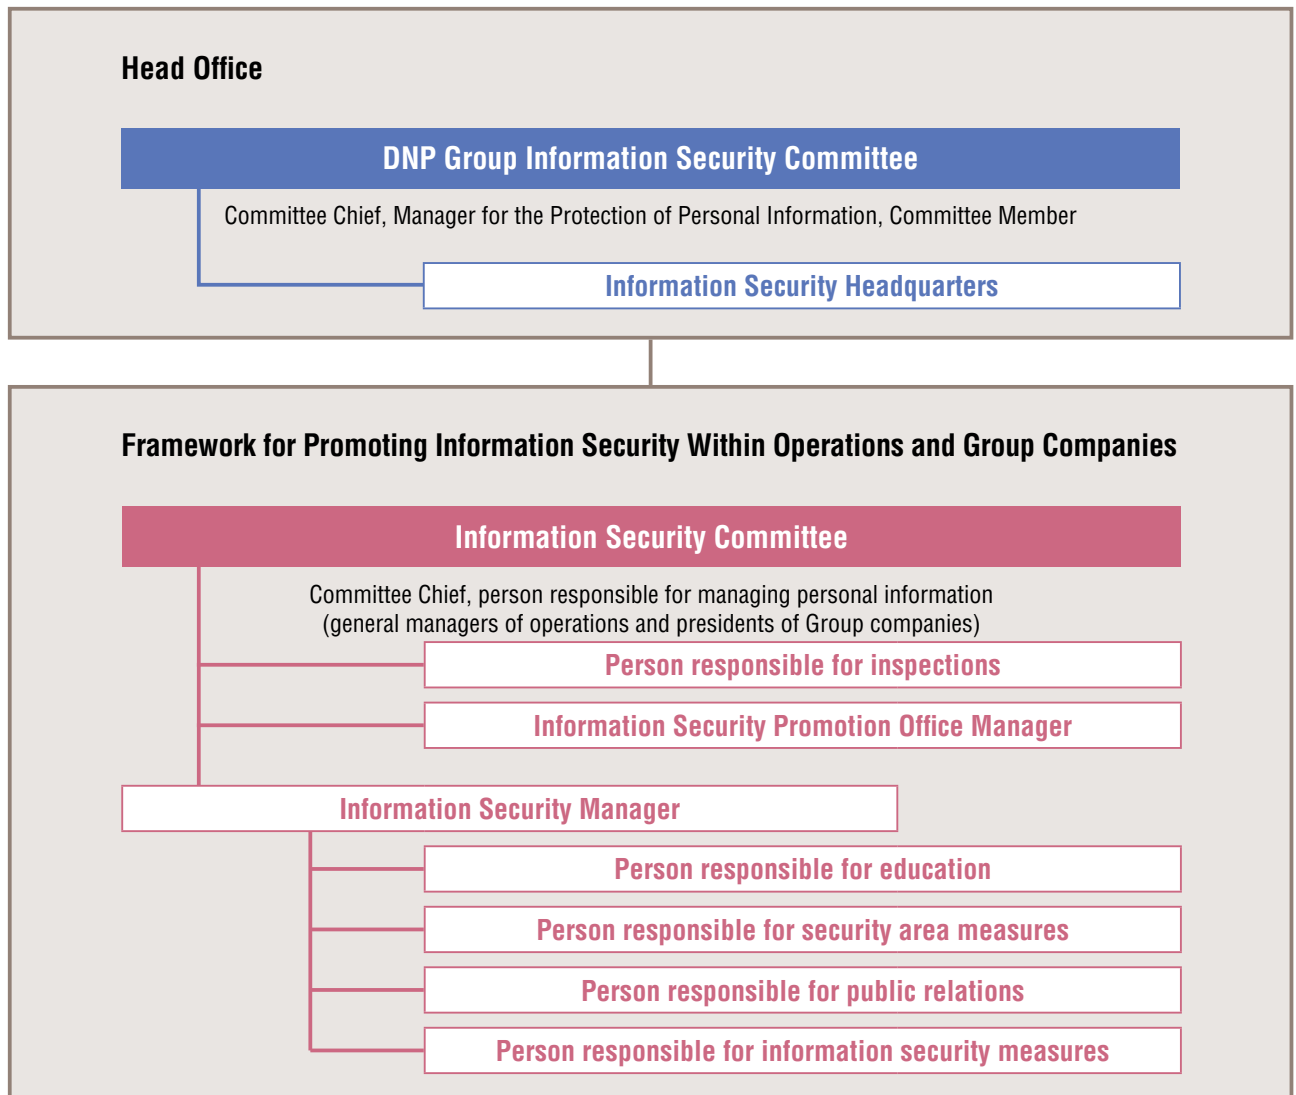 Head Office
DNP Group Information Security Committee
Committee Chief, Manager for the Protection of Personal Information, Committee Member
Information Security Headquarters
Framework for Promoting Information Security Within Operations and Group Companies
Information Security Committee
Committee Chief, person responsible for managing personal information
(general managers of operations and presidents of Group companies)
Person responsible for inspections
Information Security Promotion Office Manager
Information Security Manager
Person responsible for education
Person responsible for security area measures
Person responsible for public relations
Person responsible for information security measures